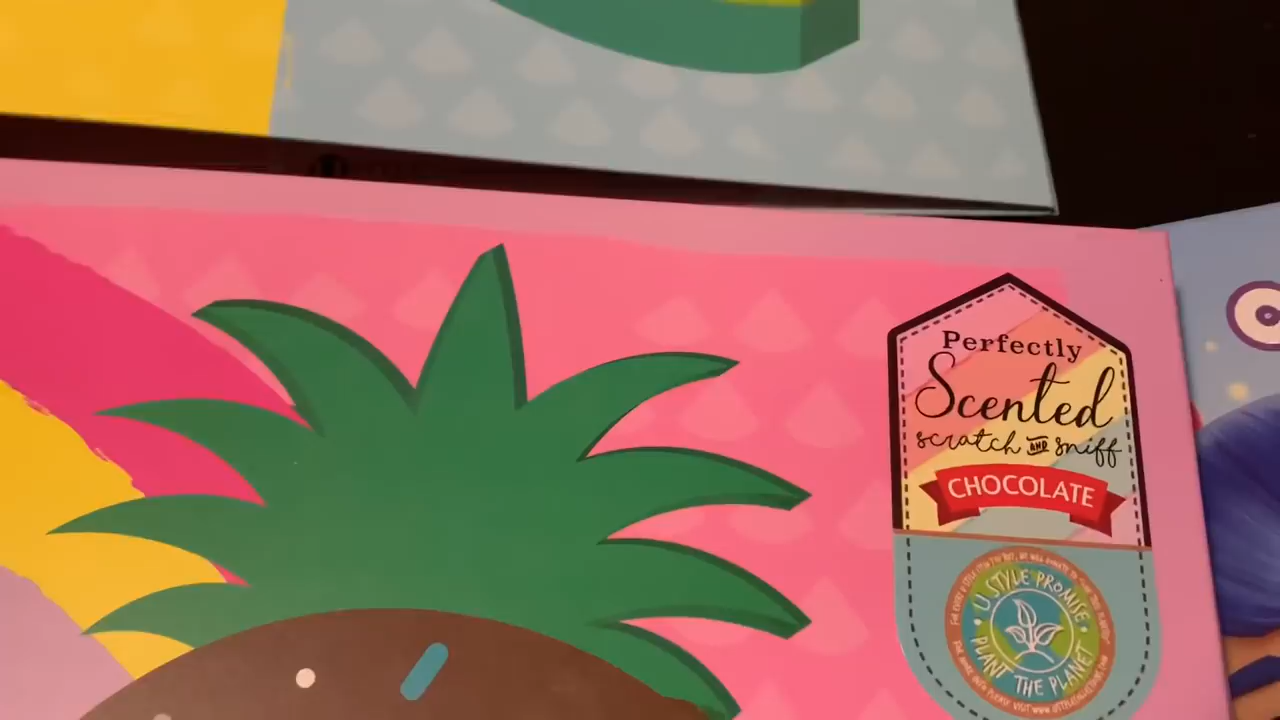 Perfectly
Scented
scratch AND sniff
CHOCOLATE
U STYLE PROMISE
PLANT THE PLANET